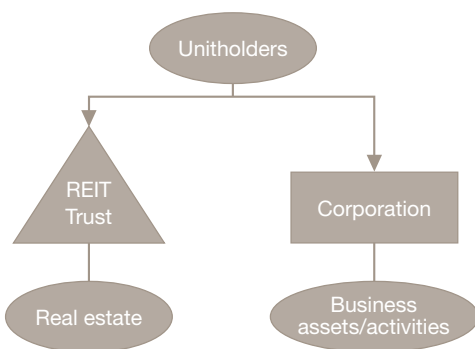 Unitholders
REIT
Trust
Corporation
Real estate
Business
assets/activities